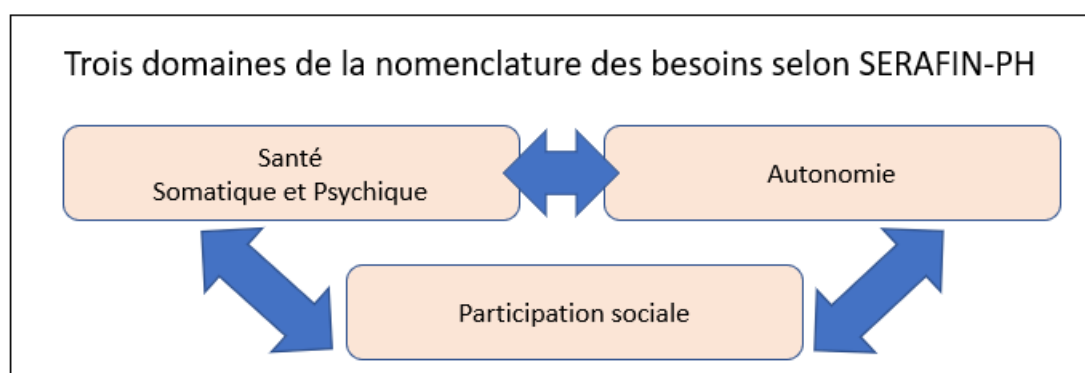 Trois domaines de la nomenclature des besoins selon SERAFIN-PH
Santé
Somatique et Psychique
Autonomie
Participation sociale